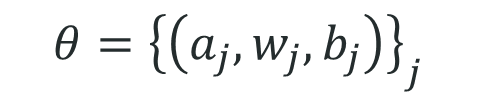 θ = {(a_j, w_j, b_j)}_j